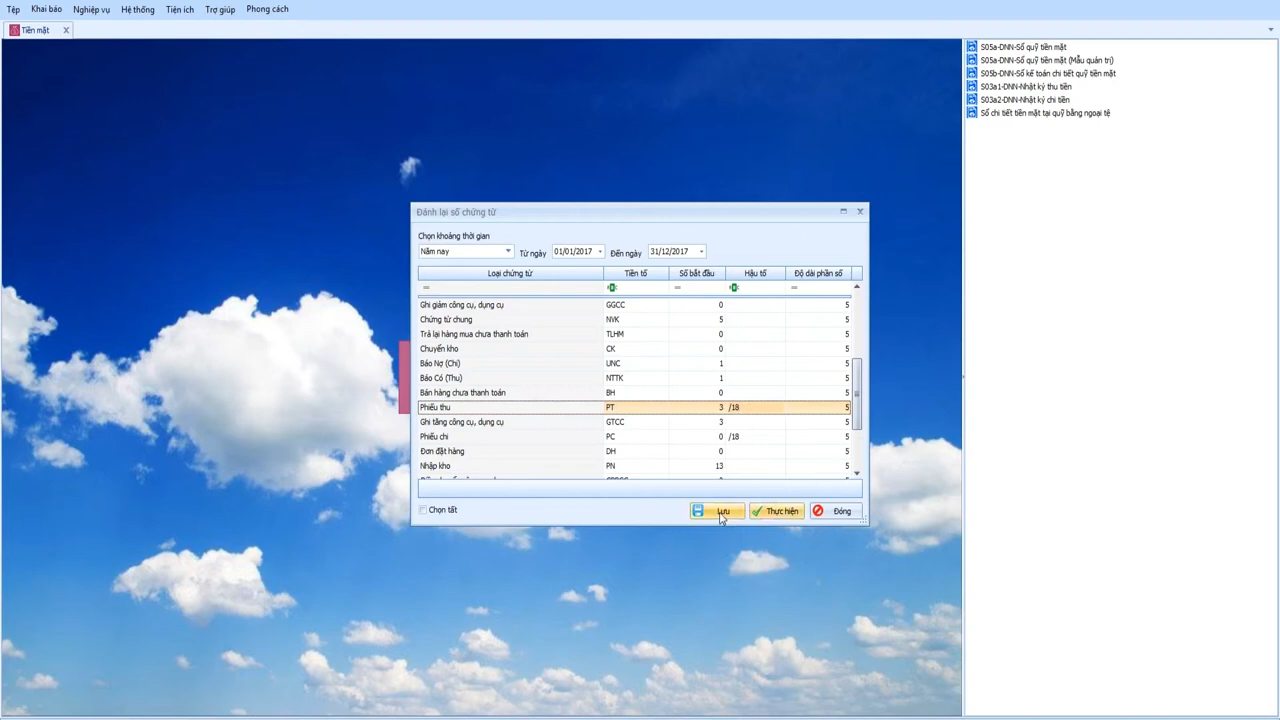 Tệp Khai báo Nghiệp vụ Hệ thống Tiện ích Trợ giúp Phong cách
Tiền mặt X
S05a-DNN-Sổ quỹ tiền mặt
S05a-DNN-Sổ quỹ tiền mặt (Mẫu quản trị)
S05b-DNN-Sổ kế toán chi tiết quỹ tiền mặt
S03a1-DNN-Nhật ký thu tiền
S03a2-DNN-Nhật ký chi tiền
Sổ chi tiết tiền mặt tại quỹ bằng ngoại tệ
Đánh lại số chứng từ
Chọn khoảng thời gian
Năm nay Từ ngày 01/01/2017 Đến ngày 31/12/2017
Loại chứng từ Tiền tố Số bắt đầu Hậu tố Độ dài phần số
= = =
Ghi giảm công cụ, dụng cụ GGCC 0 5
Chứng từ chung NVK 5 5
Trả lại hàng mua chưa thanh toán TLHM 0 5
Chuyển kho CK 0 5
Báo Nợ (Chi) UNC 1 5
Báo Có (Thu) NTTK 1 5
Bán hàng chưa thanh toán BH 0 5
Phiếu thu PT 3 /18 5
Ghi tăng công cụ, dụng cụ GTCC 3 5
Phiếu chi PC 0 /18 5
Đơn đặt hàng DH 0 5
Nhập kho PN 13 5
Chọn tất Lưu Thực hiện Đóng